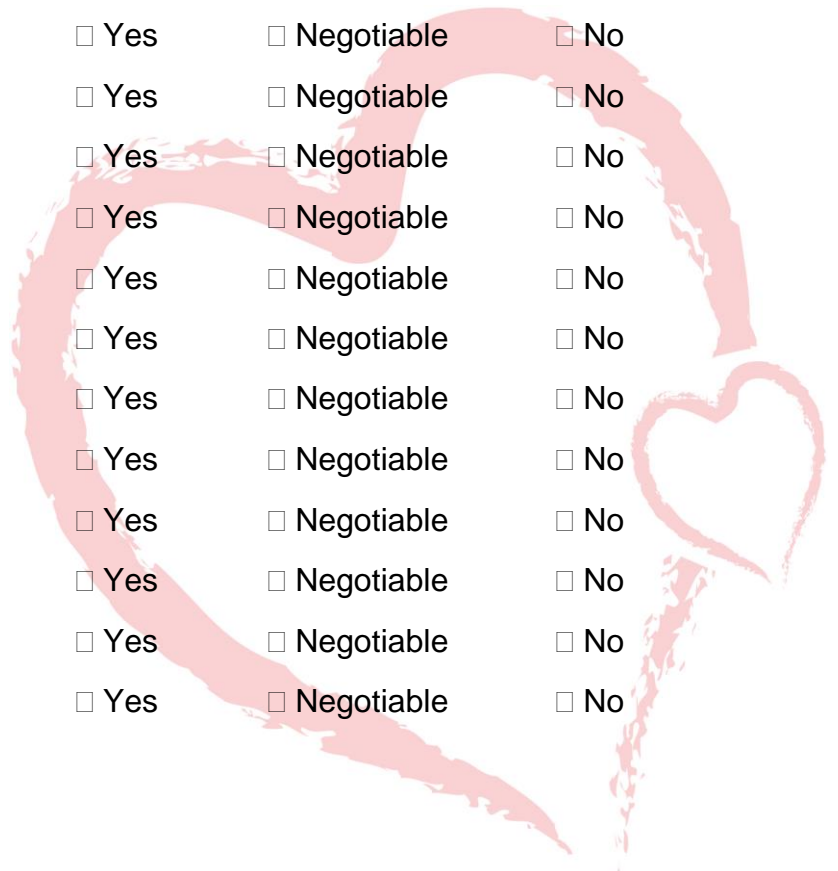 □ Yes □ Negotiable □ No
□ Yes □ Negotiable □ No
□ Yes □ Negotiable □ No
□ Yes □ Negotiable □ No
□ Yes □ Negotiable □ No
□ Yes □ Negotiable □ No
□ Yes □ Negotiable □ No
□ Yes □ Negotiable □ No
□ Yes □ Negotiable □ No
□ Yes □ Negotiable □ No
□ Yes □ Negotiable □ No
□ Yes □ Negotiable □ No